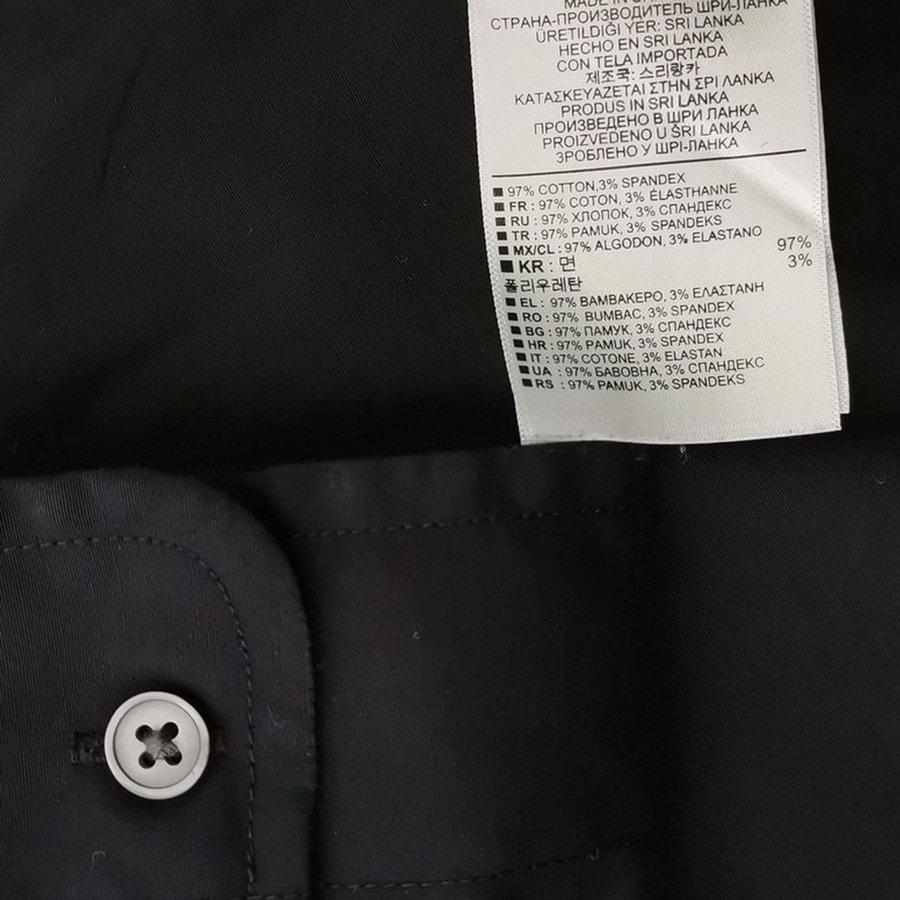 MADE IN SRI LANKA
СТРАНА-ПРОИЗВОДИТЕЛЬ ШРИ-ЛАНКА
ÜRETILDIĞI YER: SRI LANKA
HECHO EN SRI LANKA
CON TELA IMPORTADA
제조국: 스리랑카
ΚΑΤΑΣΚΕΥΑΖΕΤΑΙ ΣΤΗΝ ΣΡΙ ΛΑΝΚΑ
PRODUS IN SRI LANKA
ПРОИЗВЕДЕНО В ШРИ ЛАНКА
PROIZVEDENO U ŠRI LANKA
ЗРОБЛЕНО У ШРІ-ЛАНКА
97% COTTON,3% SPANDEX
FR : 97% COTON, 3% ÉLASTHANNE
RU : 97% ХЛОПОК, 3% СПАНДЕКС
TR : 97% PAMUK, 3% SPANDEKS
MX/CL : 97% ALGODON, 3% ELASTANO
KR : 면 97%
폴리우레탄 3%
EL : 97% ΒΑΜΒΑΚΕΡΟ, 3% ΕΛΑΣΤΑΝΗ
RO : 97% BUMBAC, 3% SPANDEX
BG : 97% ПАМУК, 3% СПАНДЕКС
HR : 97% PAMUK, 3% SPANDEX
IT : 97% COTONE, 3% ELASTAN
UA : 97% БАВОВНА, 3% СПАНДЕКС
RS : 97% PAMUK, 3% SPANDEKS